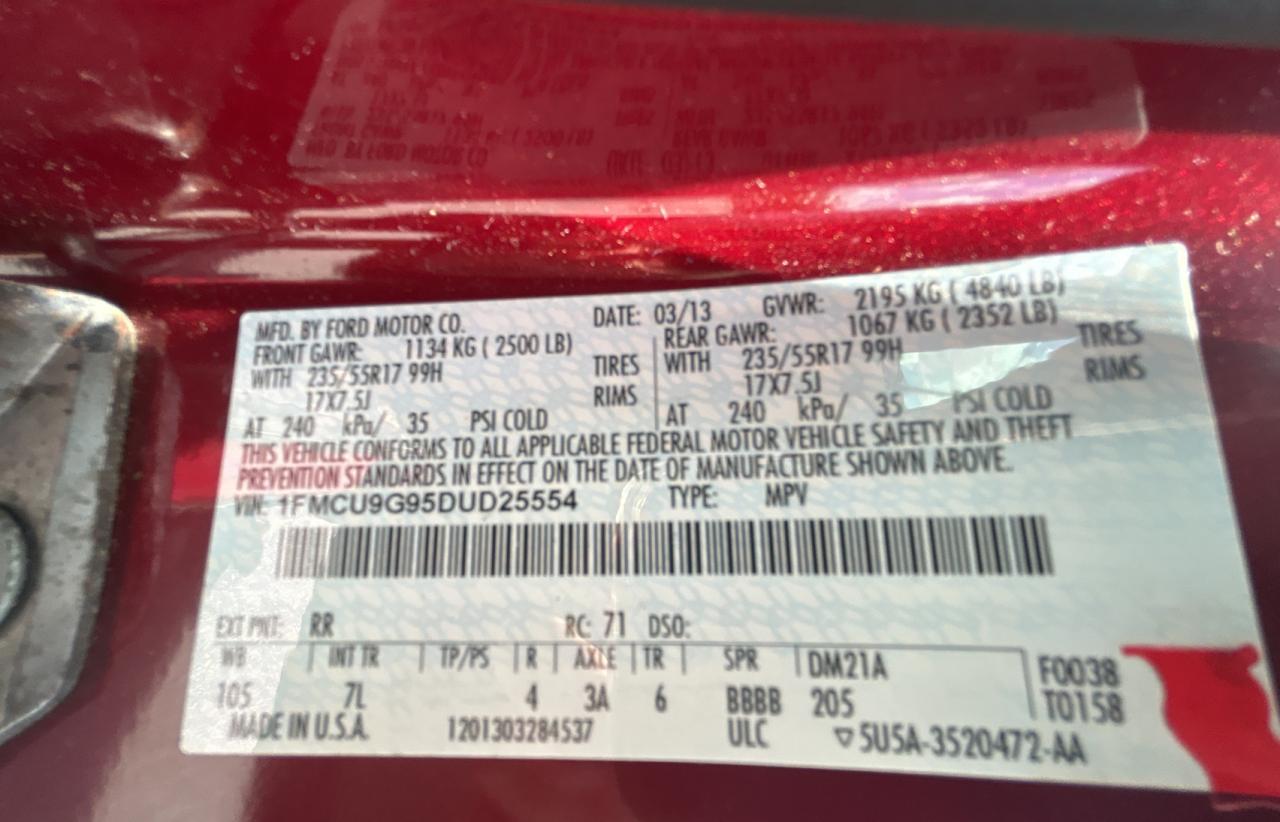 MFD. BY FORD MOTOR CO. DATE: 03/13 GVWR: 2195 KG ( 4840 LB)
FRONT GAWR: 1134 KG ( 2500 LB) REAR GAWR: 1067 KG ( 2352 LB)
WITH 235/55R17 99H TIRES WITH 235/55R17 99H TIRES
17X7.5J RIMS 17X7.5J RIMS
AT 240 kPa/ 35 PSI COLD AT 240 kPa/ 35 PSI COLD
THIS VEHICLE CONFORMS TO ALL APPLICABLE FEDERAL MOTOR VEHICLE SAFETY AND THEFT
PREVENTION STANDARDS IN EFFECT ON THE DATE OF MANUFACTURE SHOWN ABOVE.
VIN: 1FMCU9G95DUD25554 TYPE: MPV
EXT PNT: RR RC: 71 DSO:
WB INT TR TP/PS R AXLE TR SPR DM21A F0038
105 7L 4 3A 6 BBBB 205 T0158
MADE IN U.S.A. 1201303284537 ULC ▽5U5A-3520472-AA